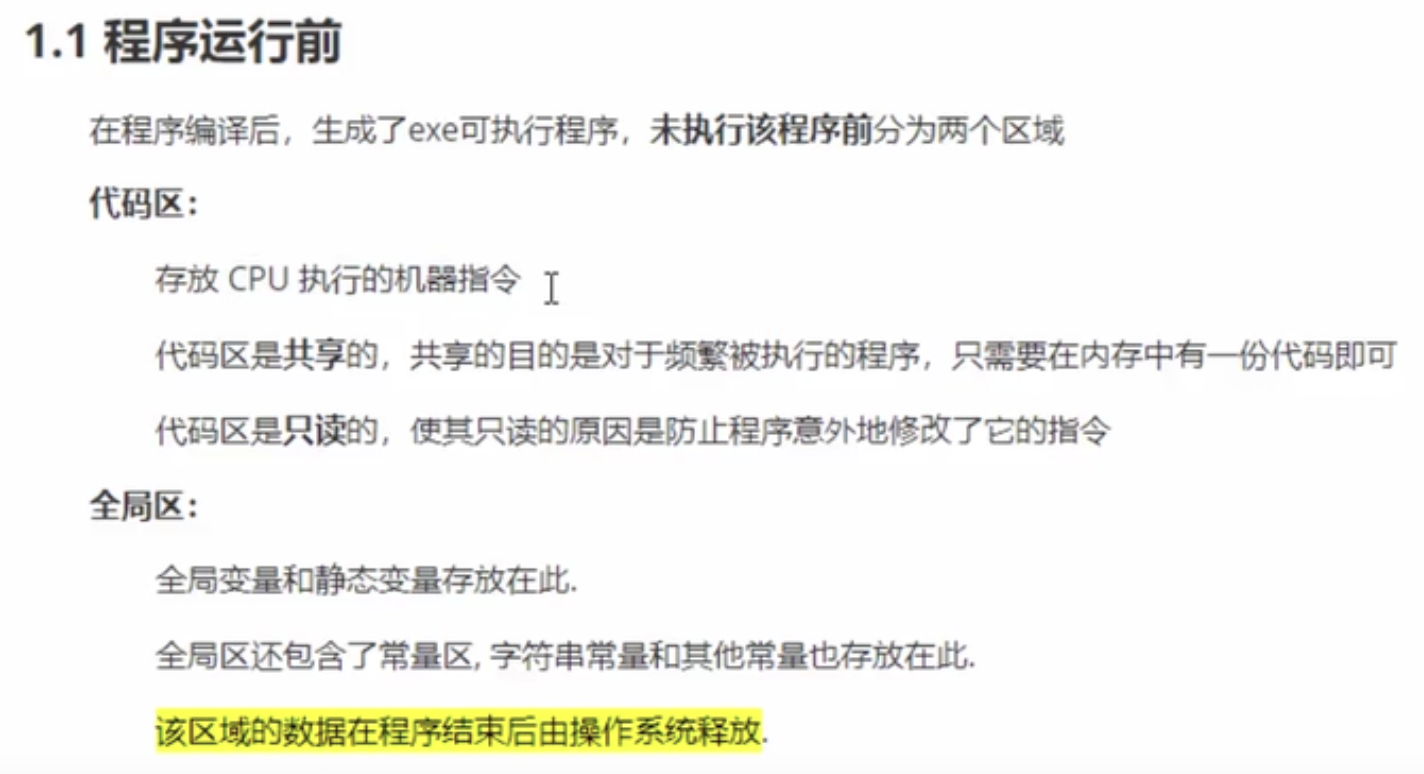 1.1 程序运行前
在程序编译后，生成了exe可执行程序，未执行该程序前分为两个区域
代码区：
存放 CPU 执行的机器指令
代码区是共享的，共享的目的是对于频繁被执行的程序，只需要在内存中有一份代码即可
代码区是只读的，使其只读的原因是防止程序意外地修改了它的指令
全局区：
全局变量和静态变量存放在此.
全局区还包含了常量区, 字符串常量和其他常量也存放在此.
该区域的数据在程序结束后由操作系统释放.